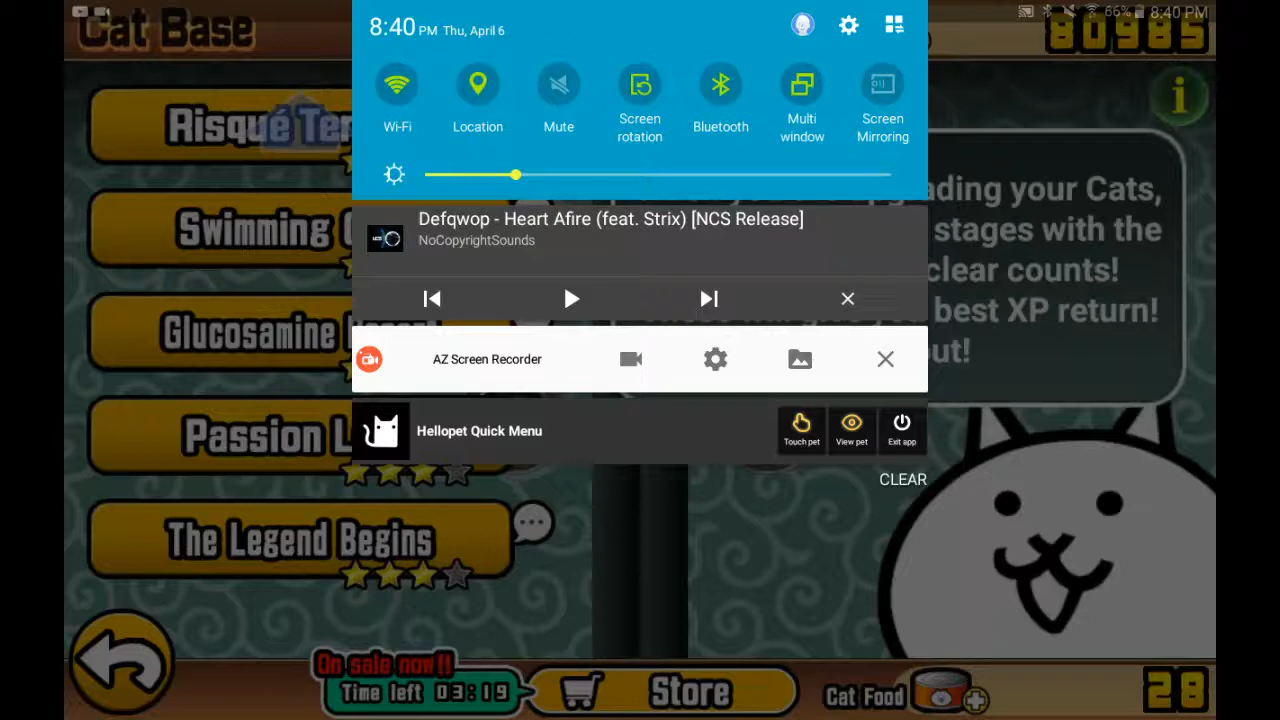 66% 8:40 PM
8:40 PM Thu, April 6
Cat Base
80985
Wi-Fi
Location
Mute
Screen rotation
Bluetooth
Multi window
Screen Mirroring
Risqué Ter
Swimming
Glucosamine
Passion L
The Legend Begins
Defqwop - Heart Afire (feat. Strix) [NCS Release]
NoCopyrightSounds
AZ Screen Recorder
Hellopet Quick Menu
Touch pet
View pet
Exit app
CLEAR
ading your Cats,
stages with the
clear counts!
best XP return!
ut!
On sale now!!
Time left 03:19
Store
Cat Food
28